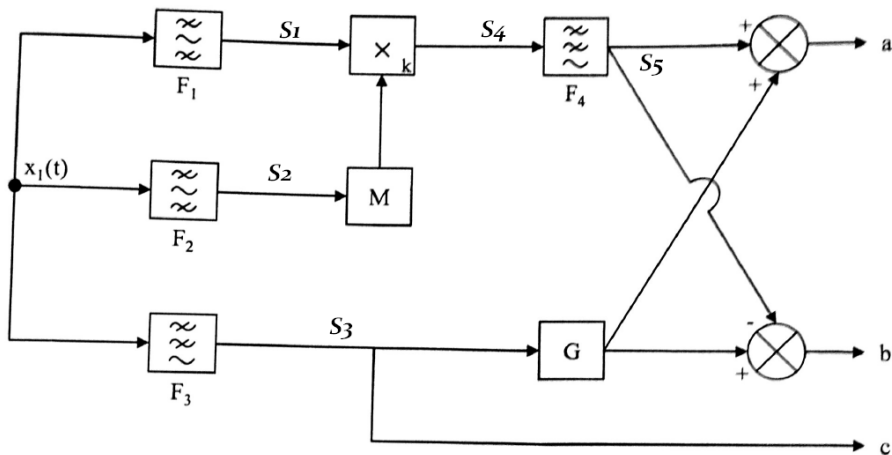 S1
×
k
S4
S5
+
+
a
F1
F4
x1(t)
S2
M
F2
S3
G
-
+
b
F3
c